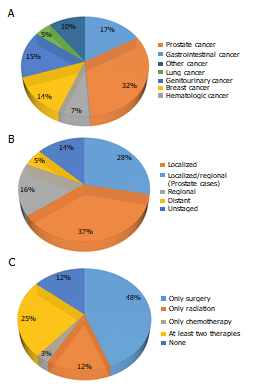 A
10%
17%
5%
15%
14%
7%
32%
Prostate cancer
Gastrointestinal cancer
Other cancer
Lung cancer
Genitourinary cancer
Breast cancer
Hematologic cancer
B
14%
28%
5%
16%
37%
Localized
Localized/regional
(Prostate cases)
Regional
Distant
Unstaged
C
12%
48%
25%
3%
12%
Only surgery
Only radiation
Only chemotherapy
At least two therapies
None